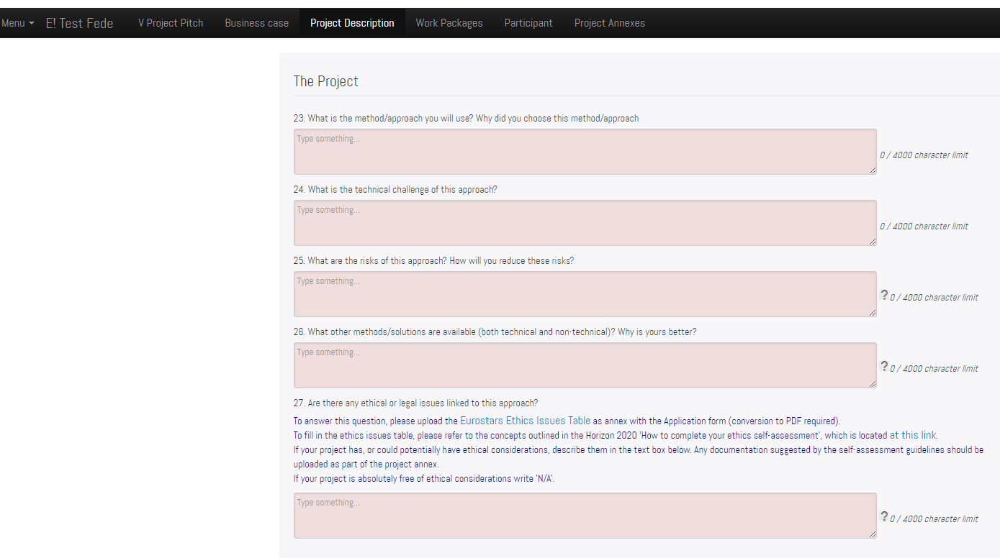 Menu E! Test Fede V Project Pitch Business case Project Description Work Packages Participant Project Annexes
The Project
23. What is the method/approach you will use? Why did you choose this method/approach
Type something...
0 / 4000 character limit
24. What is the technical challenge of this approach?
Type something...
0 / 4000 character limit
25. What are the risks of this approach? How will you reduce these risks?
Type something...
? 0 / 4000 character limit
26. What other methods/solutions are available (both technical and non-technical)? Why is yours better?
Type something...
? 0 / 4000 character limit
27. Are there any ethical or legal issues linked to this approach?
To answer this question, please upload the Eurostars Ethics Issues Table as annex with the Application form (conversion to PDF required).
To fill in the ethics issues table, please refer to the concepts outlined in the Horizon 2020 'How to complete your ethics self-assessment', which is located at this link.
If your project has, or could potentially have ethical considerations, describe them in the text box below. Any documentation suggested by the self-assessment guidelines should be
uploaded as part of the project annex.
If your project is absolutely free of ethical considerations write 'N/A'.
Type something...
? 0 / 4000 character limit